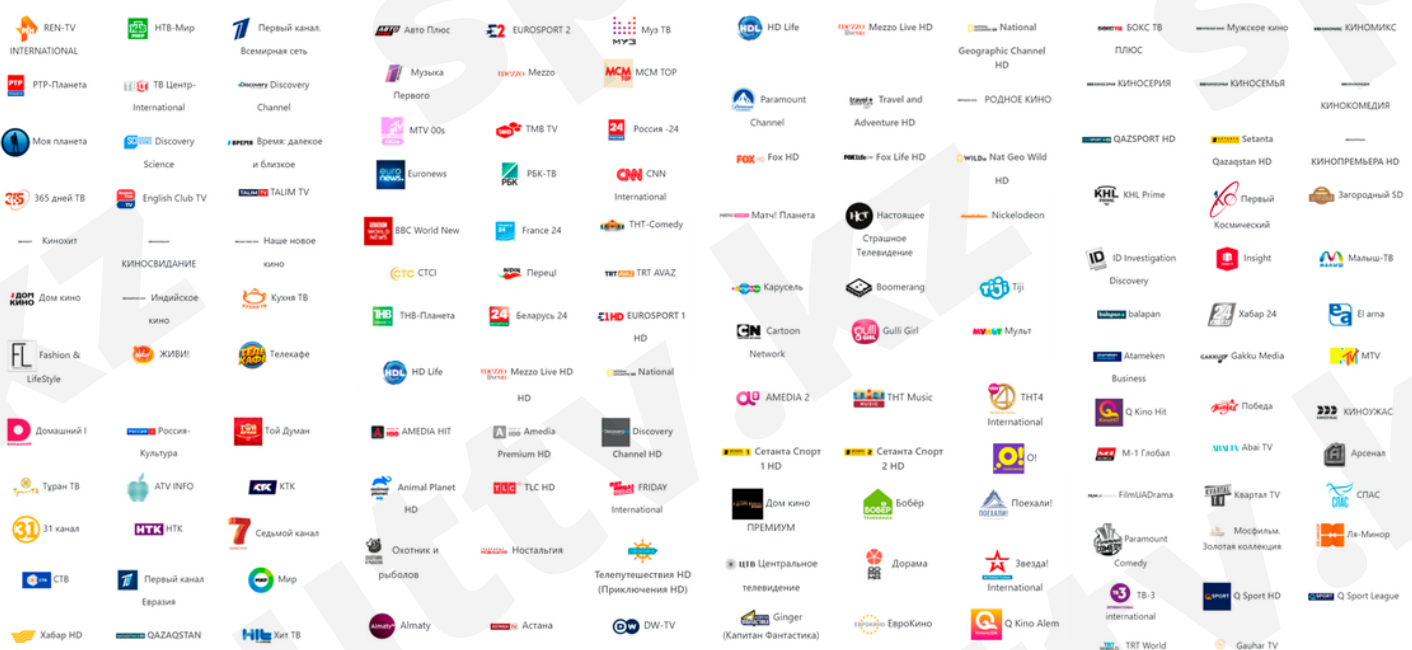 REN-TV
INTERNATIONAL
НТВ-Мир
Первый канал.
Всемирная сеть
РТР-Планета
ТВ Центр-
International
Discovery
Channel
Моя планета
Discovery
Science
Время: далекое
и близкое
365 дней ТВ
English Club TV
TALIM TV
Кинохит
КИНОСВИДАНИЕ
Наше новое
кино
Дом кино
Индийское
кино
Кухня ТВ
Fashion &
LifeStyle
ЖИВИ!
Телекафе
Домашний I
Россия-
Культура
Той Думан
Тұран ТВ
ATV INFO
КТК
31 канал
НТК
Седьмой канал
СТВ
Первый канал
Евразия
Мир
Хабар HD
QAZAQSTAN
Хит ТВ
Авто Плюс
EUROSPORT 2
Муз ТВ
Музыка
Первого
Mezzo
MCM TOP
MTV 00s
TMB TV
Россия -24
Euronews
РБК-ТВ
CNN
International
BBC World New
France 24
ТНТ-Comedy
СТСI
ПерецI
TRT AVAZ
ТНВ-Планета
Беларусь 24
EUROSPORT 1
HD
HD Life
Mezzo Live HD
HD
National
AMEDIA HIT
Amedia
Premium HD
Discovery
Channel HD
Animal Planet
HD
TLC HD
FRIDAY
International
Охотник и
рыболов
Ностальгия
Телепутешествия HD
(Приключения HD)
Almaty
Астана
DW-TV
HD Life
Mezzo Live HD
National
Geographic Channel
HD
Paramount
Channel
Travel and
Adventure HD
РОДНОЕ КИНО
Fox HD
Fox Life HD
Nat Geo Wild
HD
Матч! Планета
Настоящее
Страшное
Телевидение
Nickelodeon
Карусель
Boomerang
Tiji
Cartoon
Network
Gulli Girl
Мульт
AMEDIA 2
ТНТ Music
ТНТ4
International
Сетанта Спорт
1 HD
Сетанта Спорт
2 HD
О!
Дом кино
ПРЕМИУМ
Бобёр
Поехали!
Центральное
телевидение
Дорама
Звезда!
International
Ginger
(Капитан Фантастика)
ЕвроКино
Q Kino Alem
БОКС ТВ
ПЛЮС
Мужское кино
КИНОМИКС
КИНОСЕРИЯ
КИНОСЕМЬЯ
КИНОКОМЕДИЯ
QAZSPORT HD
Setanta
Qazaqstan HD
КИНОПРЕМЬЕРА HD
KHL Prime
Первый
Космический
Загородный SD
ID Investigation
Discovery
Insight
Малыш-ТВ
balapan
Хабар 24
El arna
Atameken
Business
Gakku Media
MTV
Q Kino Hit
Победа
КИНОУЖАС
М-1 Глобал
Abai TV
Арсенал
FilmUADrama
Квартал TV
СПАС
Paramount
Comedy
Мосфильм.
Золотая коллекция
Ля-Минор
ТВ-3
international
Q Sport HD
Q Sport League
TRT World
Gauhar TV